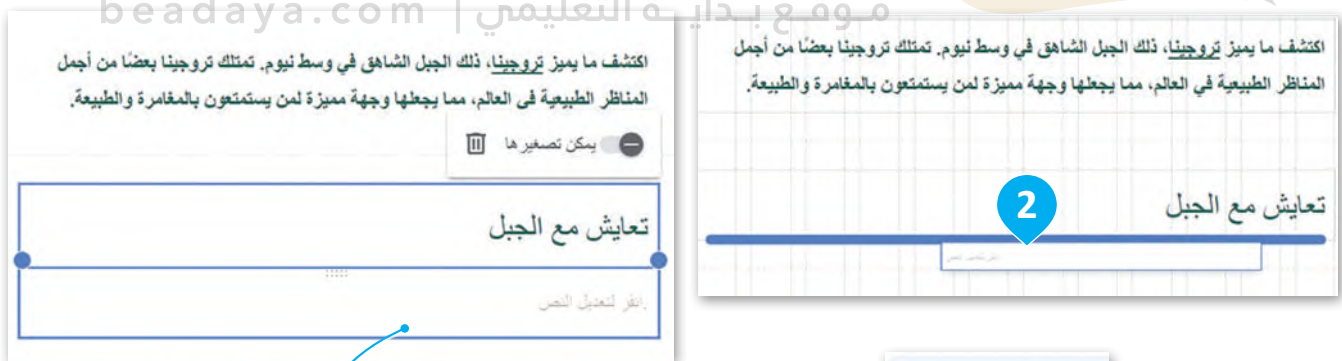 موقع بداية التعليمي | beadaya.com
اكتشف ما يميز تروجينا، ذلك الجبل الشاهق في وسط نيوم. تمتلك تروجينا بعضًا من أجمل
المناظر الطبيعية في العالم، مما يجعلها وجهة مميزة لمن يستمتعون بالمغامرة والطبيعة.
تعايش مع الجبل
2
اكتشف ما يميز تروجينا، ذلك الجبل الشاهق في وسط نيوم. تمتلك تروجينا بعضًا من أجمل
المناظر الطبيعية في العالم، مما يجعلها وجهة مميزة لمن يستمتعون بالمغامرة والطبيعة.
يمكن تصغيرها
تعايش مع الجبل
انقر لتعديل النص.